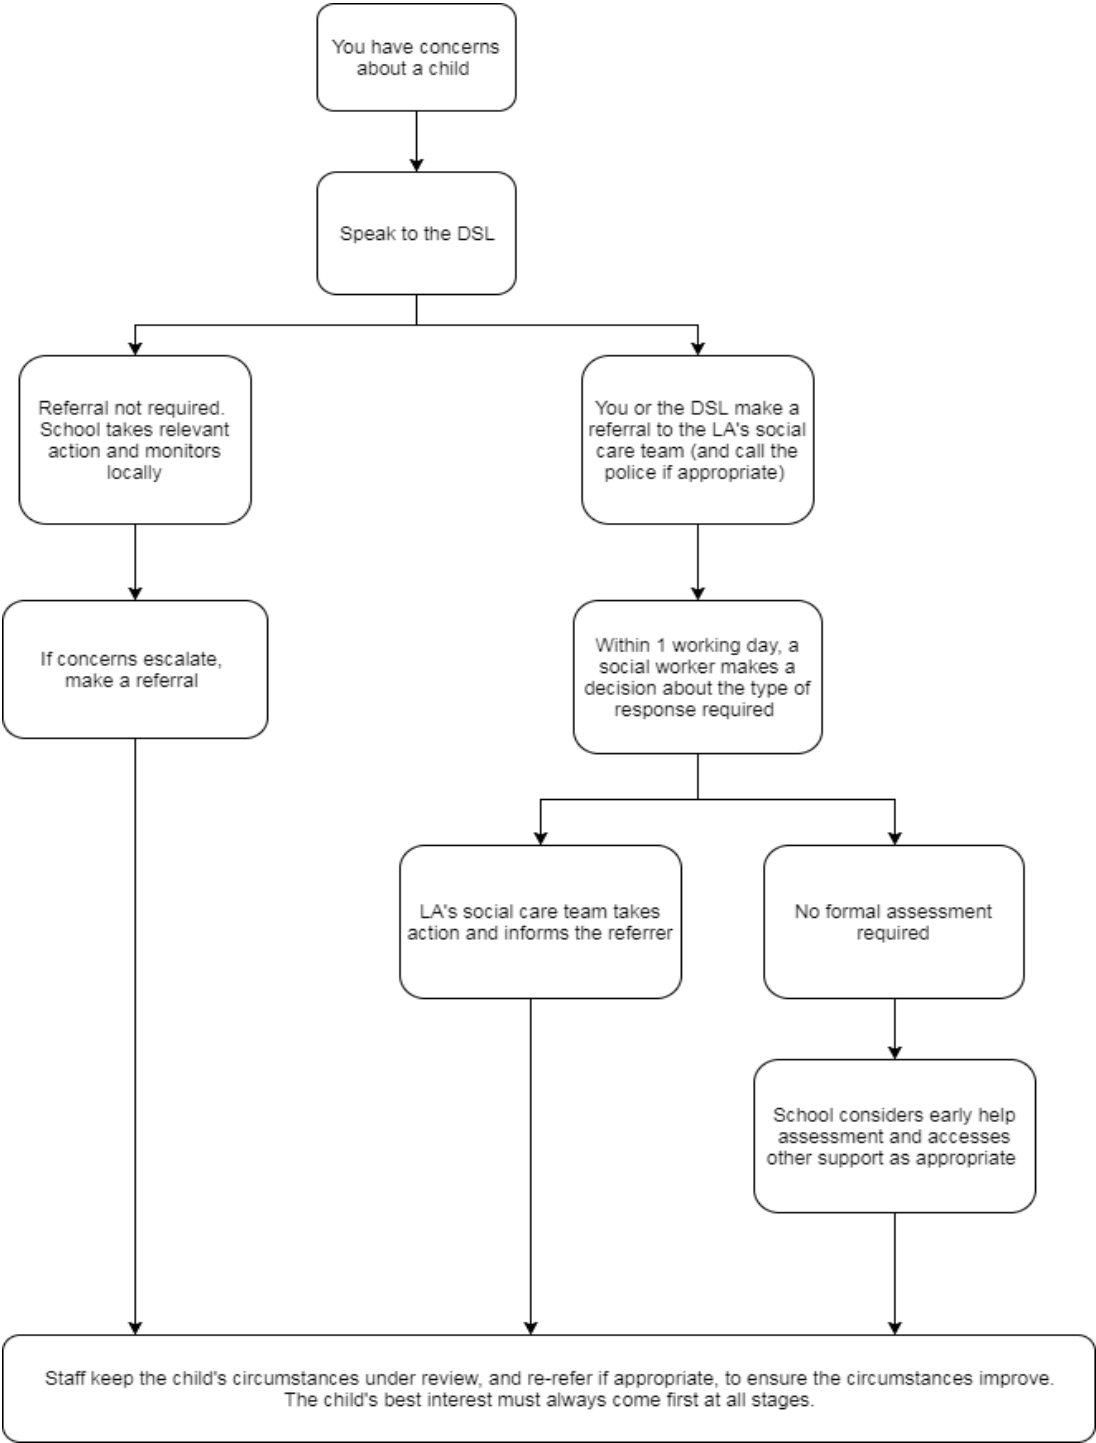 You have concerns
about a child
Speak to the DSL
Referral not required.
School takes relevant
action and monitors
locally
You or the DSL make a
referral to the LA's social
care team (and call the
police if appropriate)
If concerns escalate,
make a referral
Within 1 working day, a
social worker makes a
decision about the type of
response required
LA's social care team takes
action and informs the referrer
No formal assessment
required
School considers early help
assessment and accesses
other support as appropriate
Staff keep the child's circumstances under review, and re-refer if appropriate, to ensure the circumstances improve.
The child's best interest must always come first at all stages.